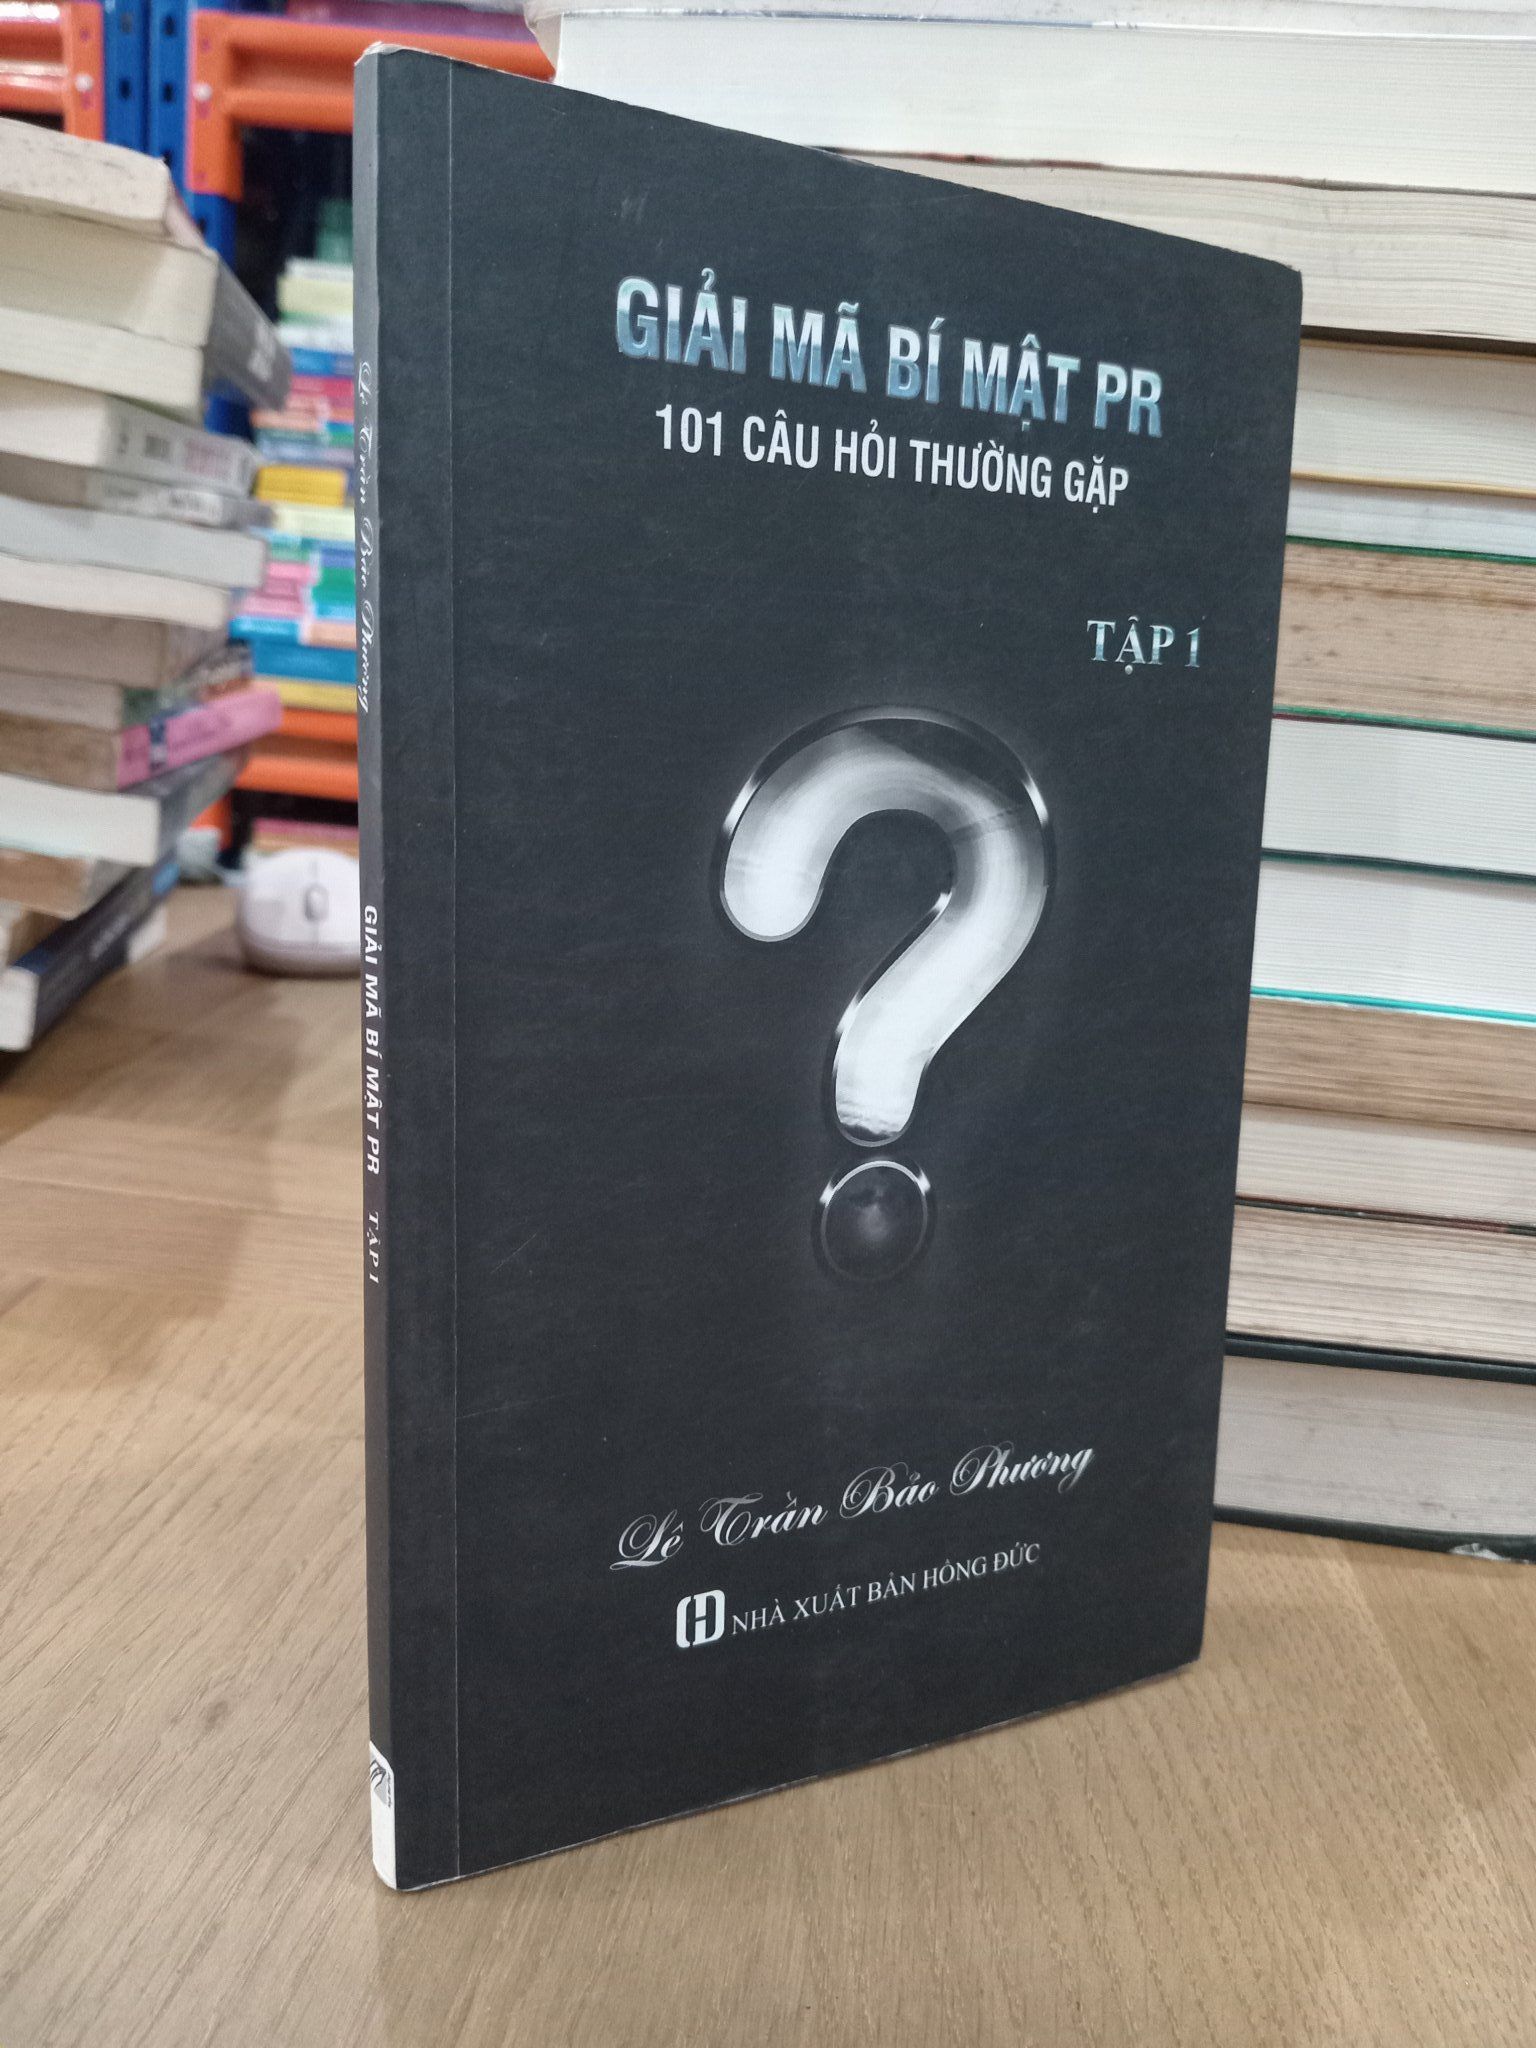 GIẢI MÃ BÍ MẬT PR
101 CÂU HỎI THƯỜNG GẶP
TẬP 1
Lê Trần Bảo Phương
HD NHÀ XUẤT BẢN HỒNG ĐỨC
Lê Trần Bảo Phương
GIẢI MÃ BÍ MẬT PR TẬP 1